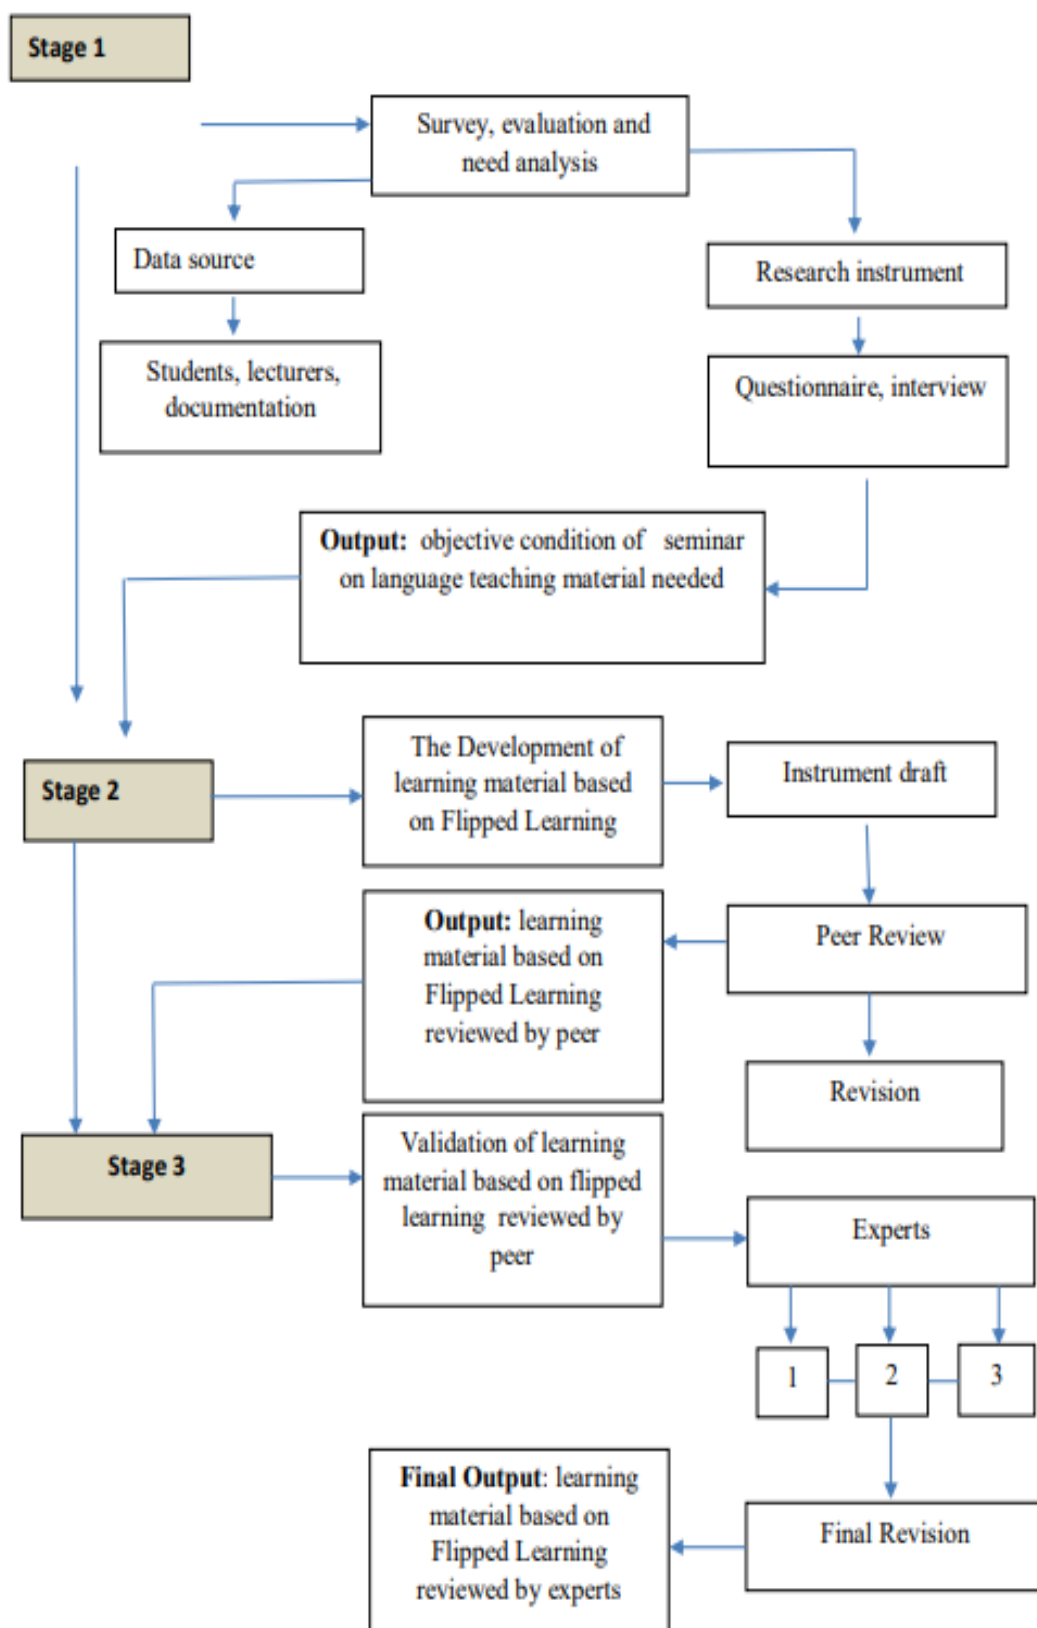 Stage 1
Survey, evaluation and
need analysis
Data source
Research instrument
Students, lecturers,
documentation
Questionnaire, interview
Output: objective condition of seminar
on language teaching material needed
Stage 2
The Development of
learning material based
on Flipped Learning
Instrument draft
Output: learning
material based on
Flipped Learning
reviewed by peer
Peer Review
Revision
Stage 3
Validation of learning
material based on flipped
learning reviewed by
peer
Experts
1
2
3
Final Output: learning
material based on
Flipped Learning
reviewed by experts
Final Revision